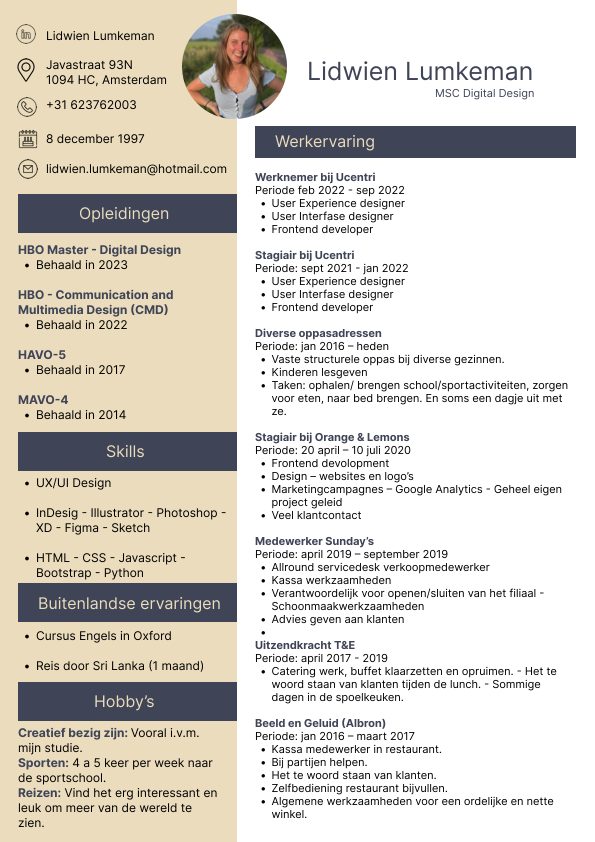 Lidwien Lumkeman
Javastraat 93N
1094 HC, Amsterdam
+31 623762003
8 december 1997
lidwien.lumkeman@hotmail.com
Opleidingen
HBO Master - Digital Design
• Behaald in 2023
HBO - Communication and
Multimedia Design (CMD)
• Behaald in 2022
HAVO-5
• Behaald in 2017
MAVO-4
• Behaald in 2014
Skills
• UX/UI Design
• InDesig - Illustrator - Photoshop -
XD - Figma - Sketch
• HTML - CSS - Javascript -
Bootstrap - Python
Buitenlandse ervaringen
• Cursus Engels in Oxford
• Reis door Sri Lanka (1 maand)
Hobby's
Creatief bezig zijn: Vooral i.v.m.
mijn studie.
Sporten: 4 a 5 keer per week naar
de sportschool.
Reizen: Vind het erg interessant en
leuk om meer van de wereld te
zien.
Lidwien Lumkeman
MSC Digital Design
Werkervaring
Werknemer bij Ucentri
Periode feb 2022 - sep 2022
• User Experience designer
• User Interfase designer
• Frontend developer
Stagiair bij Ucentri
Periode: sept 2021 - jan 2022
• User Experience designer
• User Interfase designer
• Frontend developer
Diverse oppasadressen
Periode: jan 2016 – heden
• Vaste structurele oppas bij diverse gezinnen.
• Kinderen lesgeven
• Taken: ophalen/ brengen school/sportactiviteiten, zorgen
voor eten, naar bed brengen. En soms een dagje uit met
ze.
Stagiair bij Orange & Lemons
Periode: 20 april – 10 juli 2020
• Frontend devolopment
• Design – websites en logo's
• Marketingcampagnes – Google Analytics - Geheel eigen
project geleid
• Veel klantcontact
Medewerker Sunday's
Periode: april 2019 – september 2019
• Allround servicedesk verkoopmedewerker
• Kassa werkzaamheden
• Verantwoordelijk voor openen/sluiten van het filiaal -
Schoonmaakwerkzaamheden
• Advies geven aan klanten
•
Uitzendkracht T&E
Periode: april 2017 - 2019
• Catering werk, buffet klaarzetten en opruimen. - Het te
woord staan van klanten tijden de lunch. - Sommige
dagen in de spoelkeuken.
Beeld en Geluid (Albron)
Periode: jan 2016 – maart 2017
• Kassa medewerker in restaurant.
• Bij partijen helpen.
• Het te woord staan van klanten.
• Zelfbediening restaurant bijvullen.
• Algemene werkzaamheden voor een ordelijke en nette
winkel.